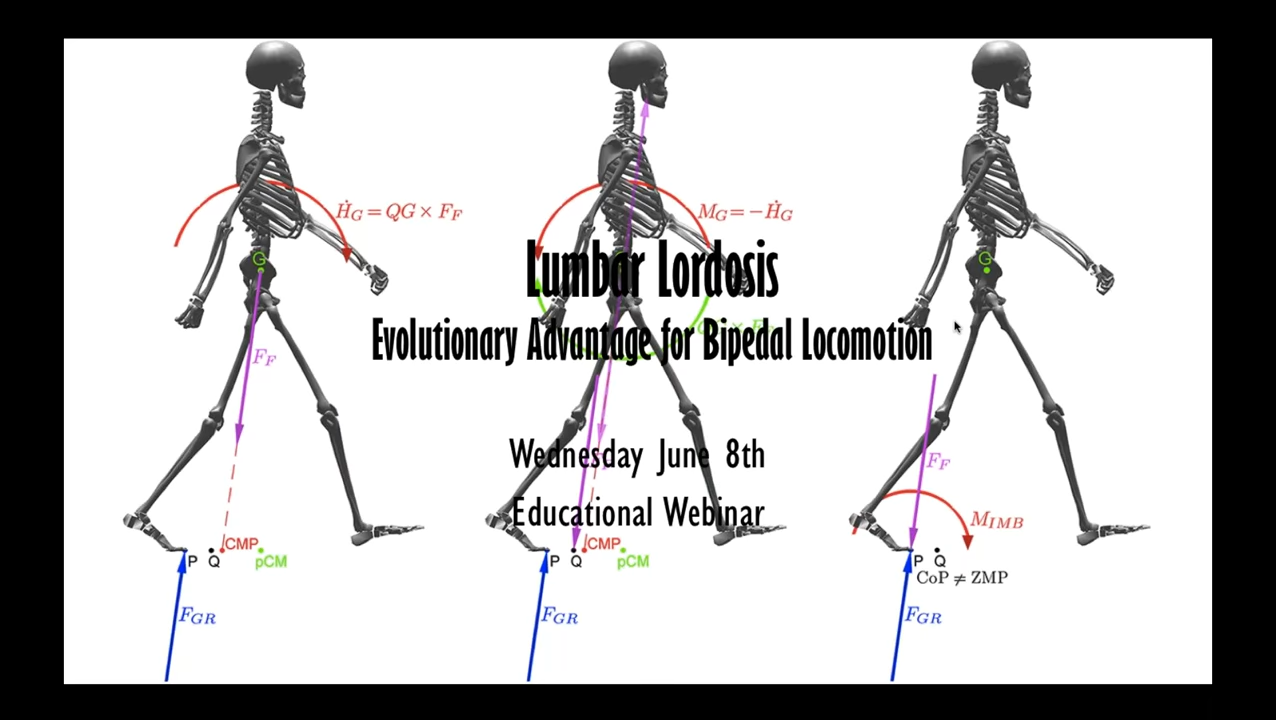 Ḣ_G = QG × F_F
M_G = −Ḣ_G
G
G
Lumbar Lordosis
Evolutionary Advantage for Bipedal Locomotion
F_F
F_F
Wednesday June 8th
Educational Webinar
M_IMB
CMP
CMP
P
Q
pCM
P
Q
pCM
P
Q
CoP ≠ ZMP
F_GR
F_GR
F_GR